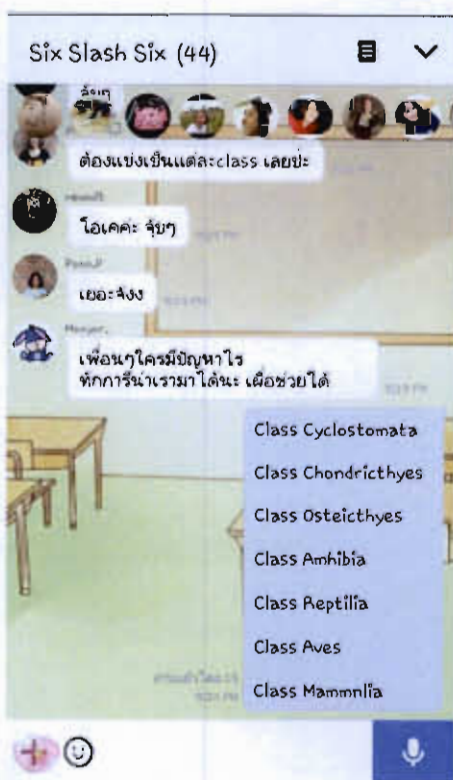 Six Slash Six (44)
ต้องแบ่งเป็นแต่ละclass เลยป่ะ
โอเคค่ะ จุ้บๆ
เยอะจังง
เพื่อนๆใครมีปัญหาไร
ทักการีน่าเรามาได้นะ เผื่อช่วยได้
Class Cyclostomata
Class Chondricthyes
Class Osteicthyes
Class Amhibia
Class Reptilia
Class Aves
Class Mammnlia